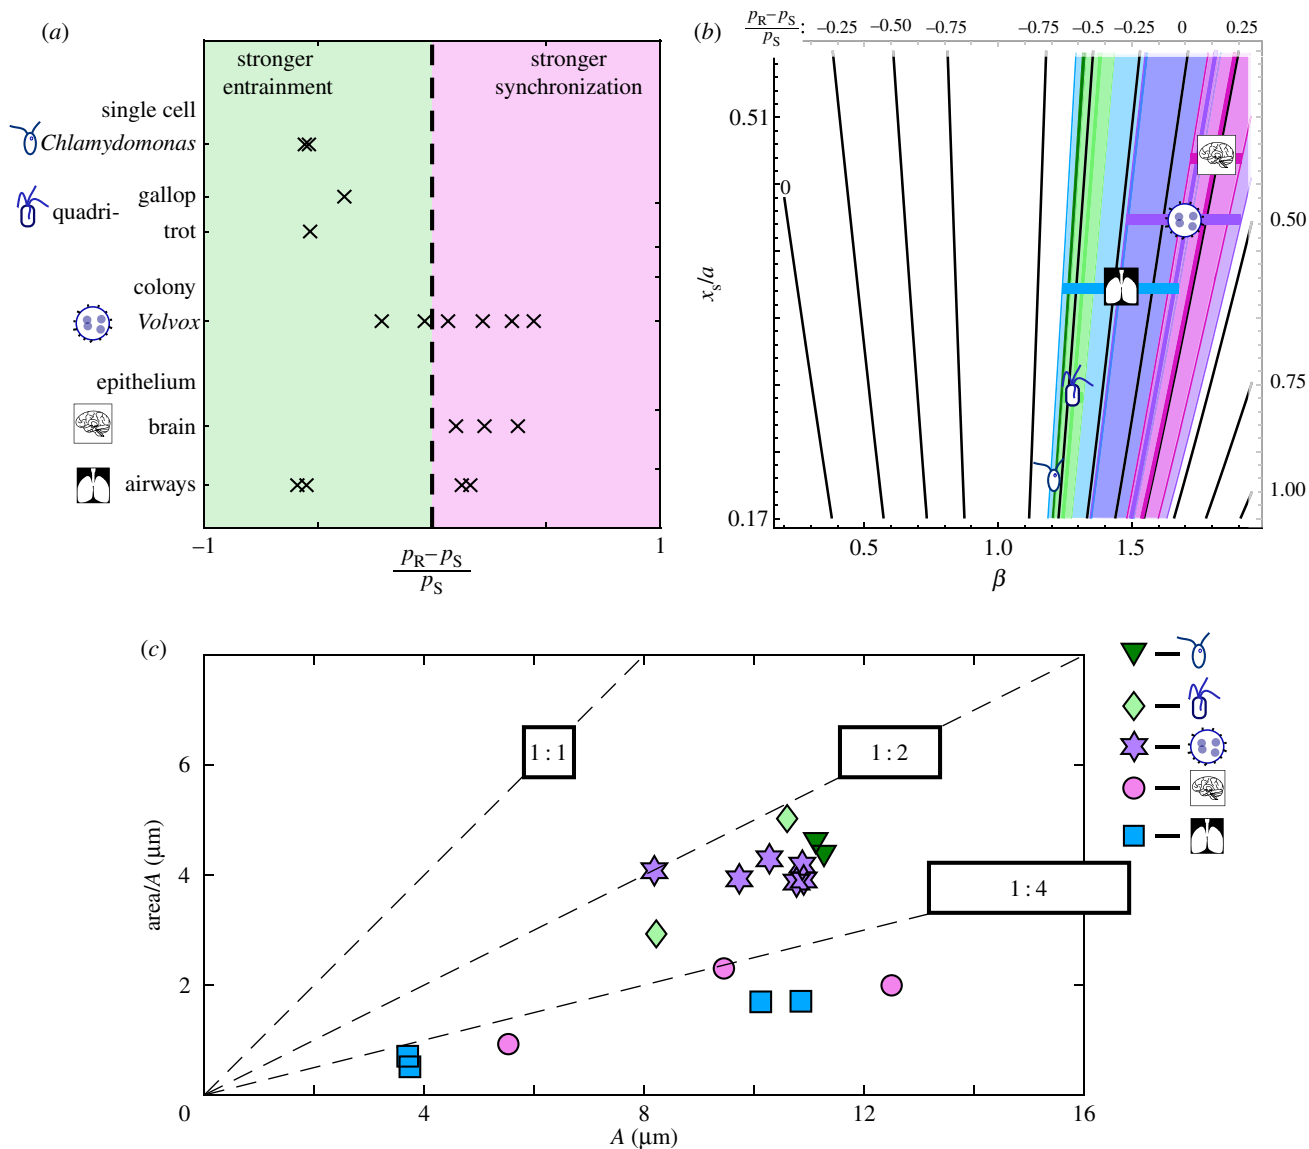 (a)
stronger
entrainment
stronger
synchronization
single cell
Chlamydomonas
gallop
quadri-
trot
colony
Volvox
epithelium
brain
airways
−1
1
pR−pS
pS
(b)
pR−pS
pS
: −0.25 −0.50 −0.75 −0.75 −0.5 −0.25 0 0.25
0.51
0
xs/a
0.17
0.50
0.75
1.00
0.5 1.0 1.5
β
(c)
1 : 1
1 : 2
1 : 4
6
4
2
0
area/A (μm)
4 8 12 16
A (μm)